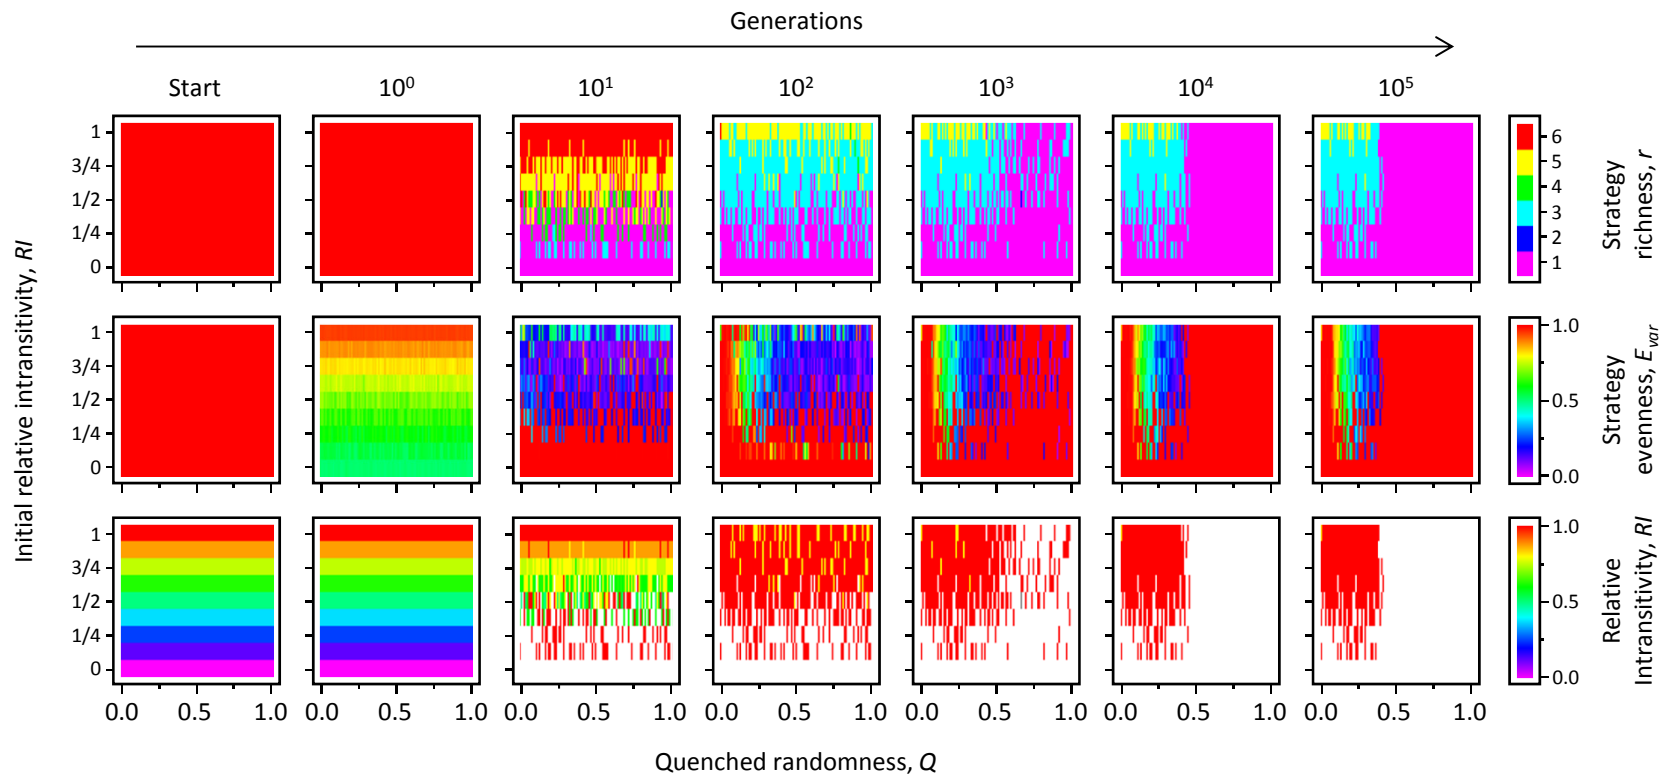 Generations
Start 10⁰ 10¹ 10² 10³ 10⁴ 10⁵
Initial relative intransitivity, RI
1
3/4
1/2
1/4
0
6
5
4
3
2
1
Strategy
richness, r
1
3/4
1/2
1/4
0
1.0
0.5
0.0
Strategy
evenness, Evar
1
3/4
1/2
1/4
0
1.0
0.5
0.0
Relative
Intransitivity, RI
0.0 0.5 1.0 0.0 0.5 1.0 0.0 0.5 1.0 0.0 0.5 1.0 0.0 0.5 1.0 0.0 0.5 1.0 0.0 0.5 1.0
Quenched randomness, Q